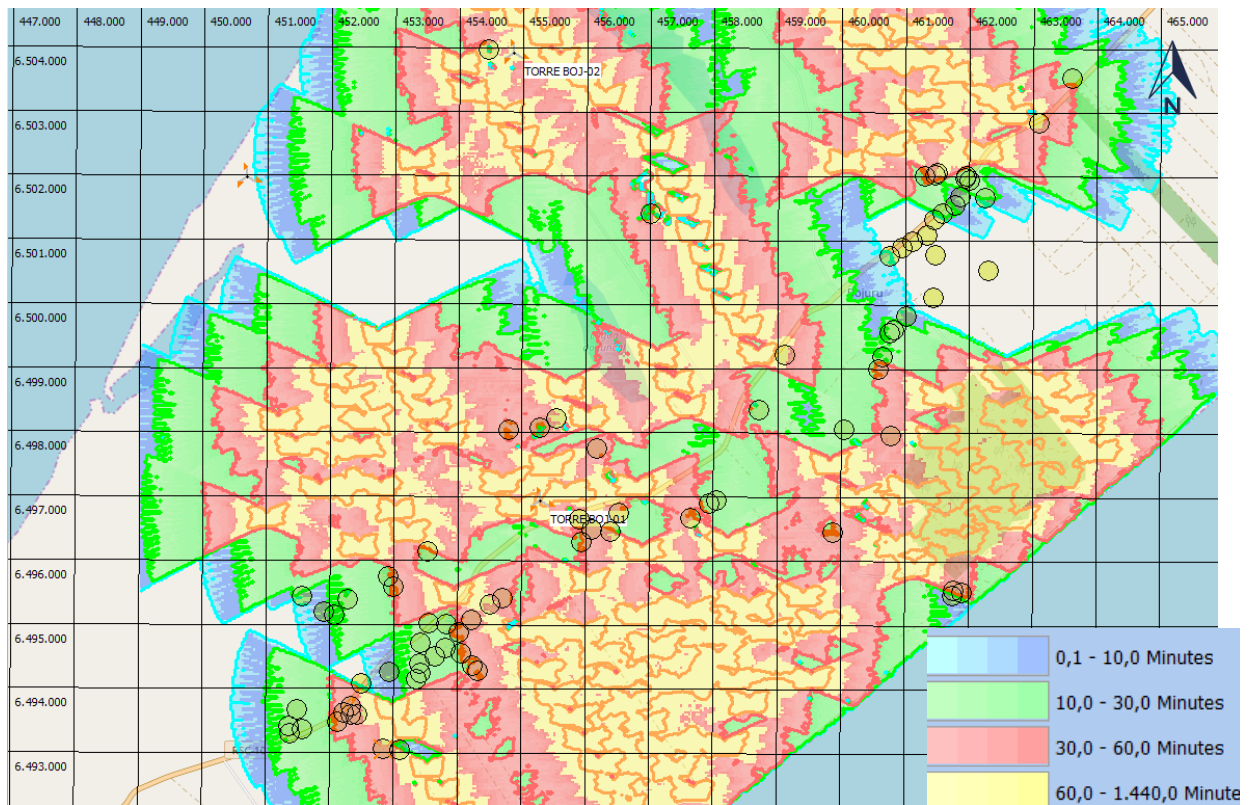 447.000 448.000 449.000 450.000 451.000 452.000 453.000 454.000 455.000 456.000 457.000 458.000 459.000 460.000 461.000 462.000 463.000 464.000 465.000
6.504.000
TORRE BOJ-02
N
6.503.000
6.502.000
6.501.000
6.500.000
6.499.000
6.498.000
6.497.000
TORRE BOJ-01
6.496.000
6.495.000
0,1 - 10,0 Minutes
6.494.000
10,0 - 30,0 Minutes
6.493.000
30,0 - 60,0 Minutes
60,0 - 1.440,0 Minute